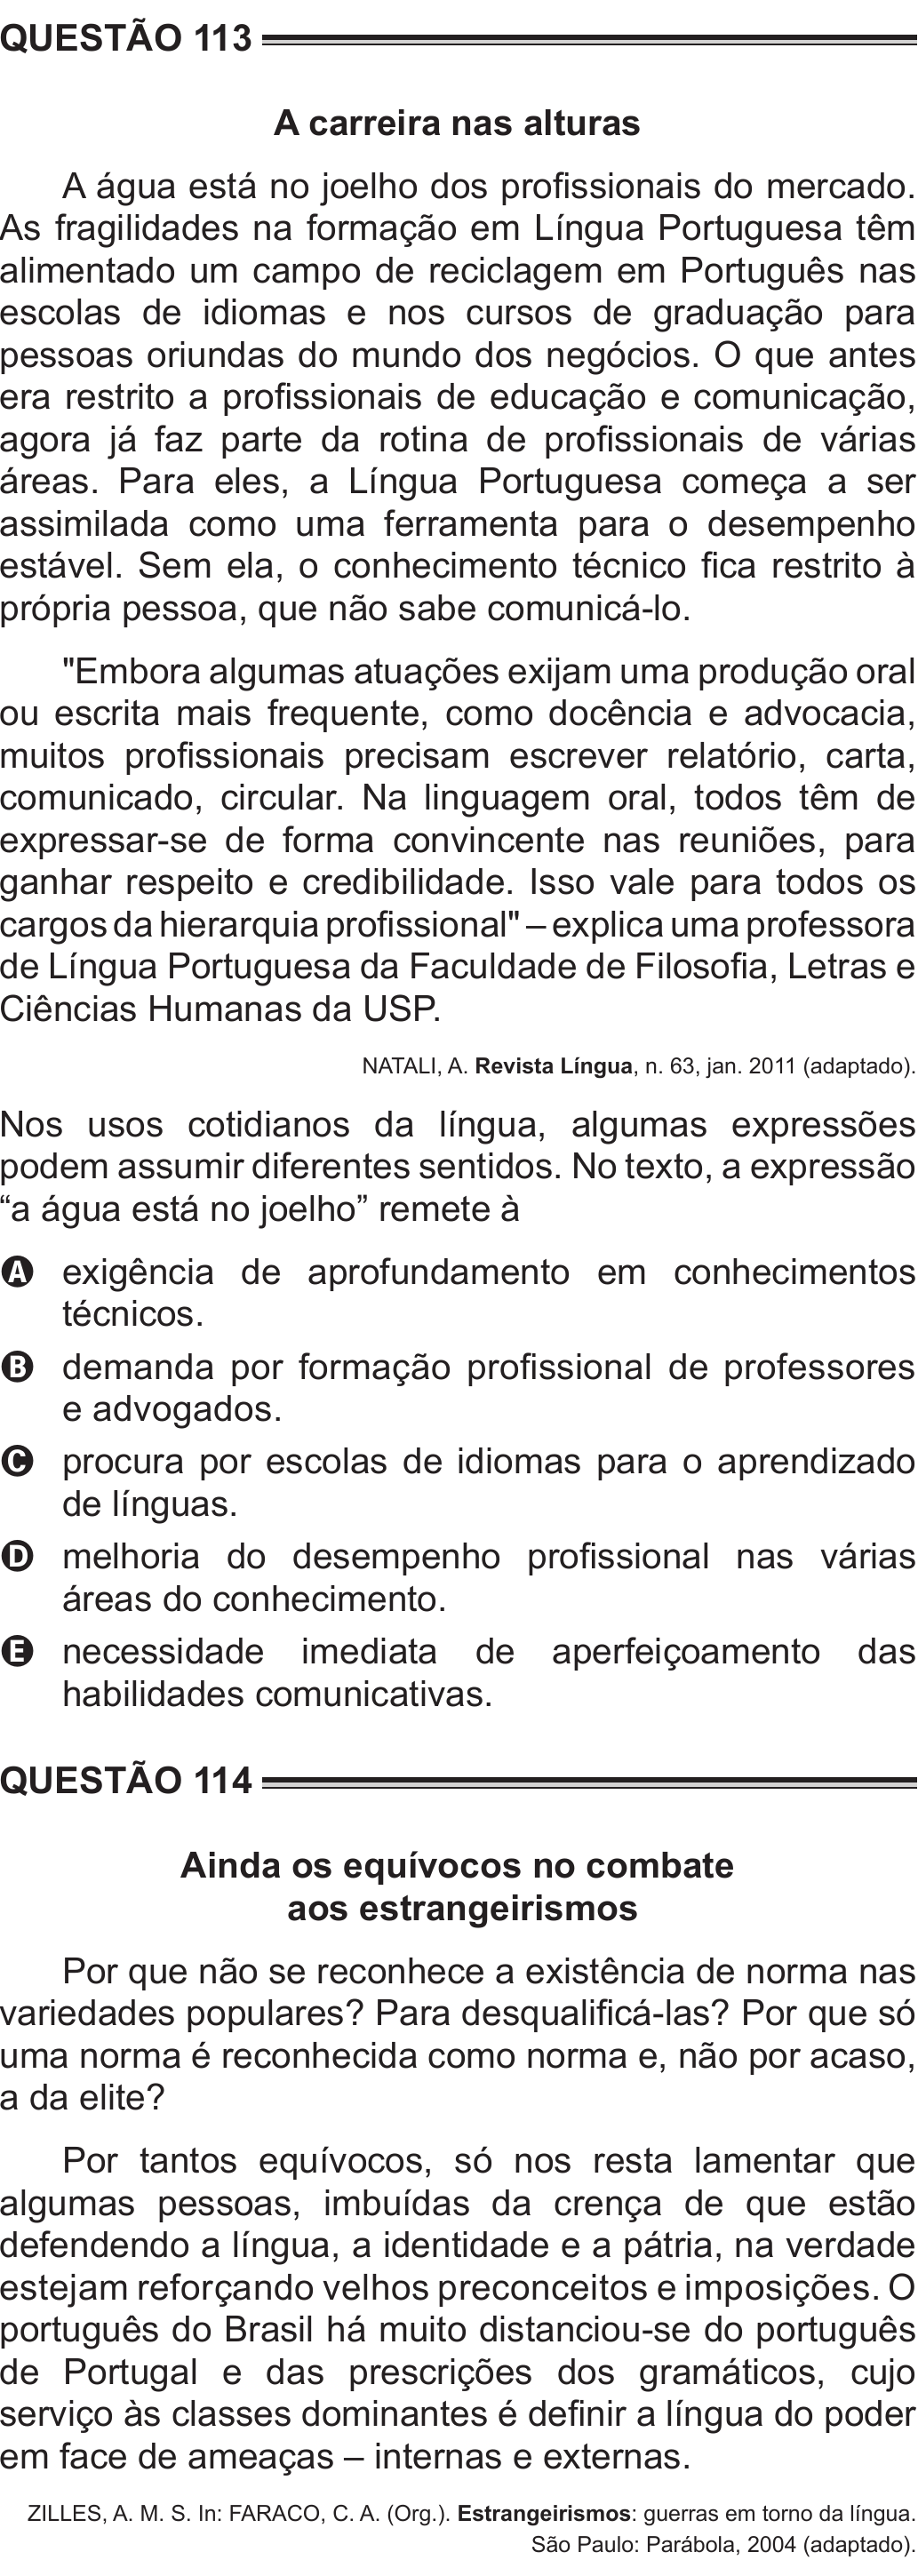 QUESTÃO 113
A carreira nas alturas
A água está no joelho dos profissionais do mercado.
As fragilidades na formação em Língua Portuguesa têm
alimentado um campo de reciclagem em Português nas
escolas de idiomas e nos cursos de graduação para
pessoas oriundas do mundo dos negócios. O que antes
era restrito a profissionais de educação e comunicação,
agora já faz parte da rotina de profissionais de várias
áreas. Para eles, a Língua Portuguesa começa a ser
assimilada como uma ferramenta para o desempenho
estável. Sem ela, o conhecimento técnico fica restrito à
própria pessoa, que não sabe comunicá-lo.
"Embora algumas atuações exijam uma produção oral
ou escrita mais frequente, como docência e advocacia,
muitos profissionais precisam escrever relatório, carta,
comunicado, circular. Na linguagem oral, todos têm de
expressar-se de forma convincente nas reuniões, para
ganhar respeito e credibilidade. Isso vale para todos os
cargos da hierarquia profissional" – explica uma professora
de Língua Portuguesa da Faculdade de Filosofia, Letras e
Ciências Humanas da USP.
NATALI, A. Revista Língua, n. 63, jan. 2011 (adaptado).
Nos usos cotidianos da língua, algumas expressões
podem assumir diferentes sentidos. No texto, a expressão
“a água está no joelho” remete à
A exigência de aprofundamento em conhecimentos
técnicos.
B demanda por formação profissional de professores
e advogados.
C procura por escolas de idiomas para o aprendizado
de línguas.
D melhoria do desempenho profissional nas várias
áreas do conhecimento.
E necessidade imediata de aperfeiçoamento das
habilidades comunicativas.
QUESTÃO 114
Ainda os equívocos no combate
aos estrangeirismos
Por que não se reconhece a existência de norma nas
variedades populares? Para desqualificá-las? Por que só
uma norma é reconhecida como norma e, não por acaso,
a da elite?
Por tantos equívocos, só nos resta lamentar que
algumas pessoas, imbuídas da crença de que estão
defendendo a língua, a identidade e a pátria, na verdade
estejam reforçando velhos preconceitos e imposições. O
português do Brasil há muito distanciou-se do português
de Portugal e das prescrições dos gramáticos, cujo
serviço às classes dominantes é definir a língua do poder
em face de ameaças – internas e externas.
ZILLES, A. M. S. In: FARACO, C. A. (Org.). Estrangeirismos: guerras em torno da língua.
São Paulo: Parábola, 2004 (adaptado).